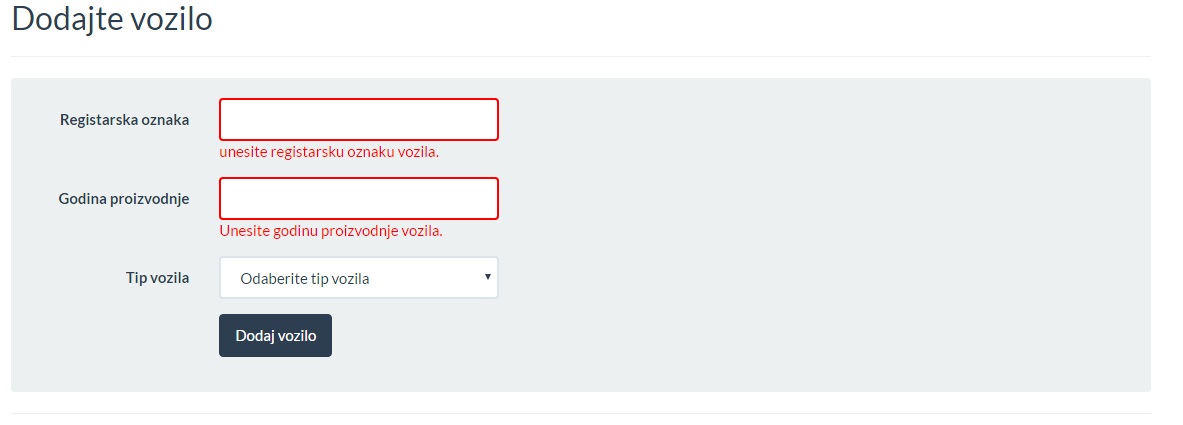 Dodajte vozilo
Registarska oznaka
unesite registarsku oznaku vozila.
Godina proizvodnje
Unesite godinu proizvodnje vozila.
Tip vozila
Odaberite tip vozila
Dodaj vozilo